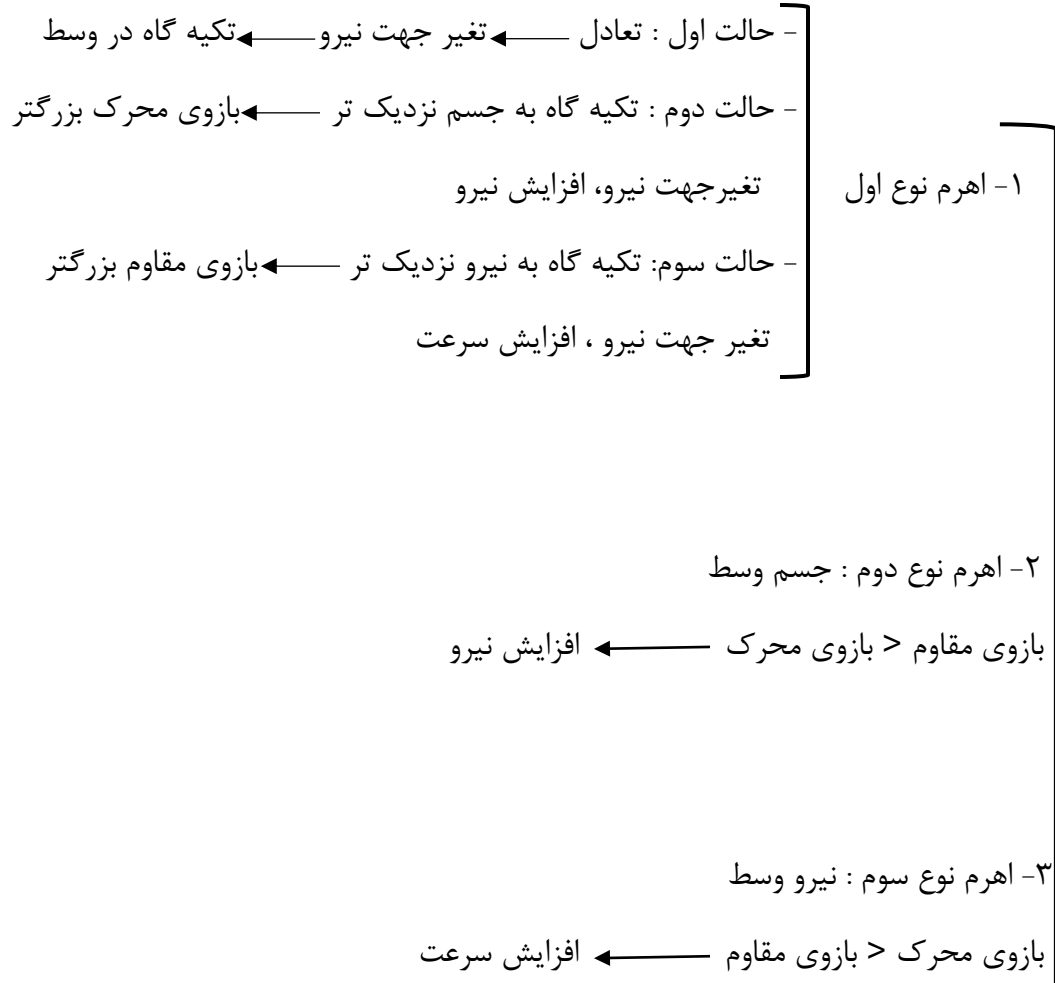 - حالت اول : تعادل ← تغیر جهت نیرو ← تکیه گاه در وسط
- حالت دوم : تکیه گاه به جسم نزدیک تر ← بازوی محرک بزرگتر
۱- اهرم نوع اول
تغیرجهت نیرو، افزایش نیرو
- حالت سوم: تکیه گاه به نیرو نزدیک تر ← بازوی مقاوم بزرگتر
تغیر جهت نیرو ، افزایش سرعت
۲- اهرم نوع دوم : جسم وسط
بازوی مقاوم < بازوی محرک ← افزایش نیرو
۳- اهرم نوع سوم : نیرو وسط
بازوی محرک < بازوی مقاوم ← افزایش سرعت